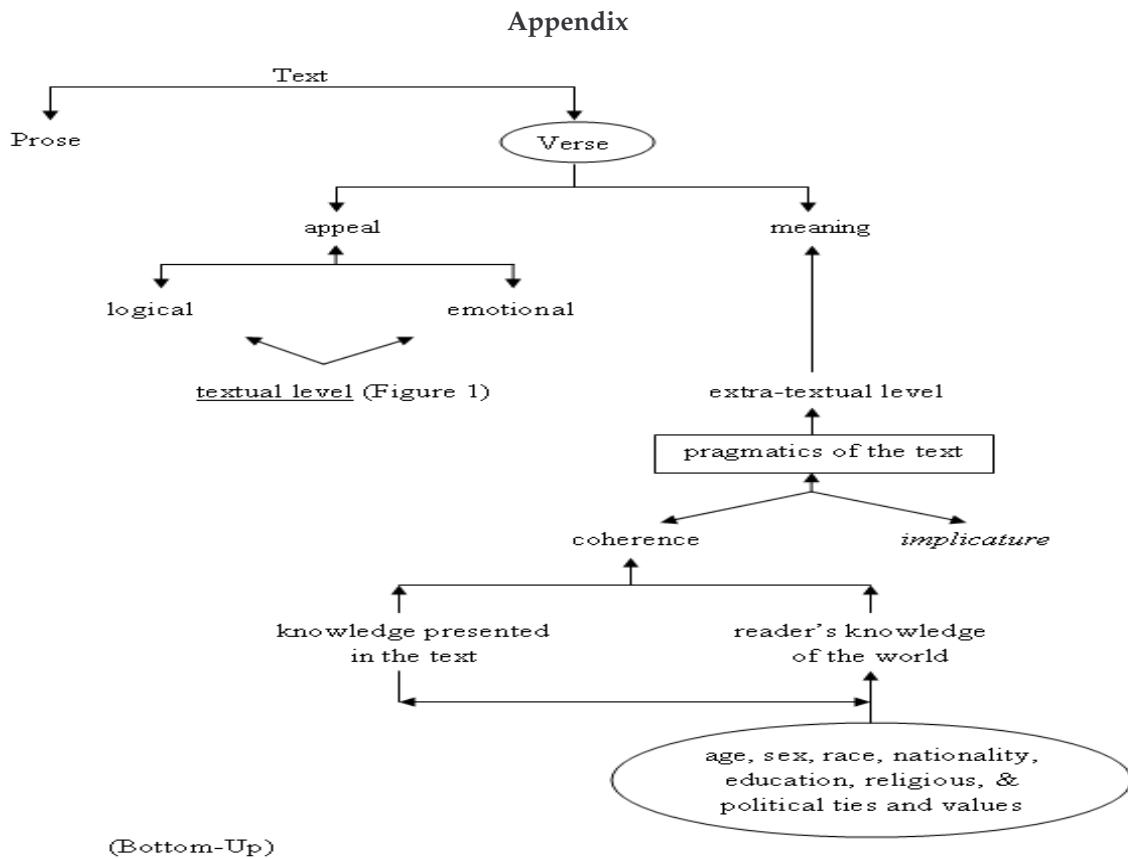 Appendix
Text
Prose
Verse
appeal
meaning
logical
emotional
textual level (Figure 1)
extra-textual level
pragmatics of the text
coherence
implicature
knowledge presented
in the text
reader's knowledge
of the world
age, sex, race, nationality,
education, religious, &
political ties and values
(Bottom-Up)